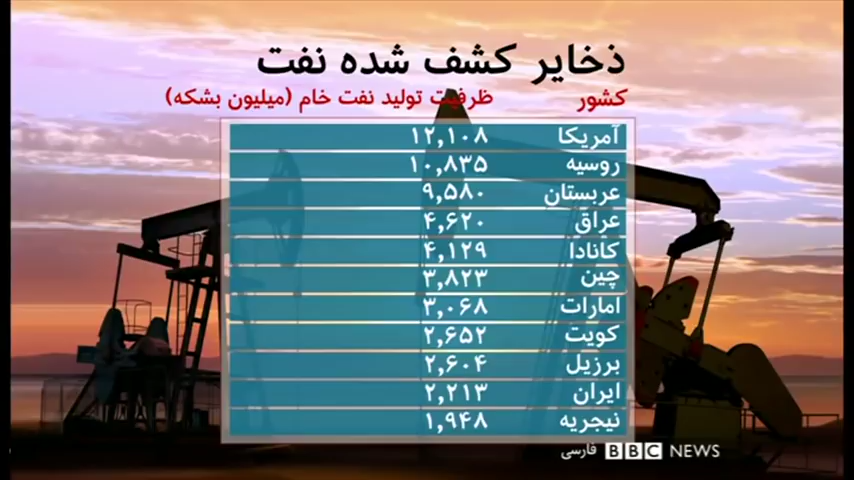 ذخایر کشف شده نفت
کشور ظرفیت تولید نفت خام (میلیون بشکه)
آمریکا ۱۲,۱۰۸
روسیه ۱۰,۸۳۵
عربستان ۹,۵۸۰
عراق ۴,۶۲۰
کانادا ۴,۱۲۹
چین ۳,۸۲۳
امارات ۳,۰۶۸
کویت ۲,۶۵۲
برزیل ۲,۶۰۴
ایران ۲,۲۱۳
نیجریه ۱,۹۴۸
BBC NEWS فارسی